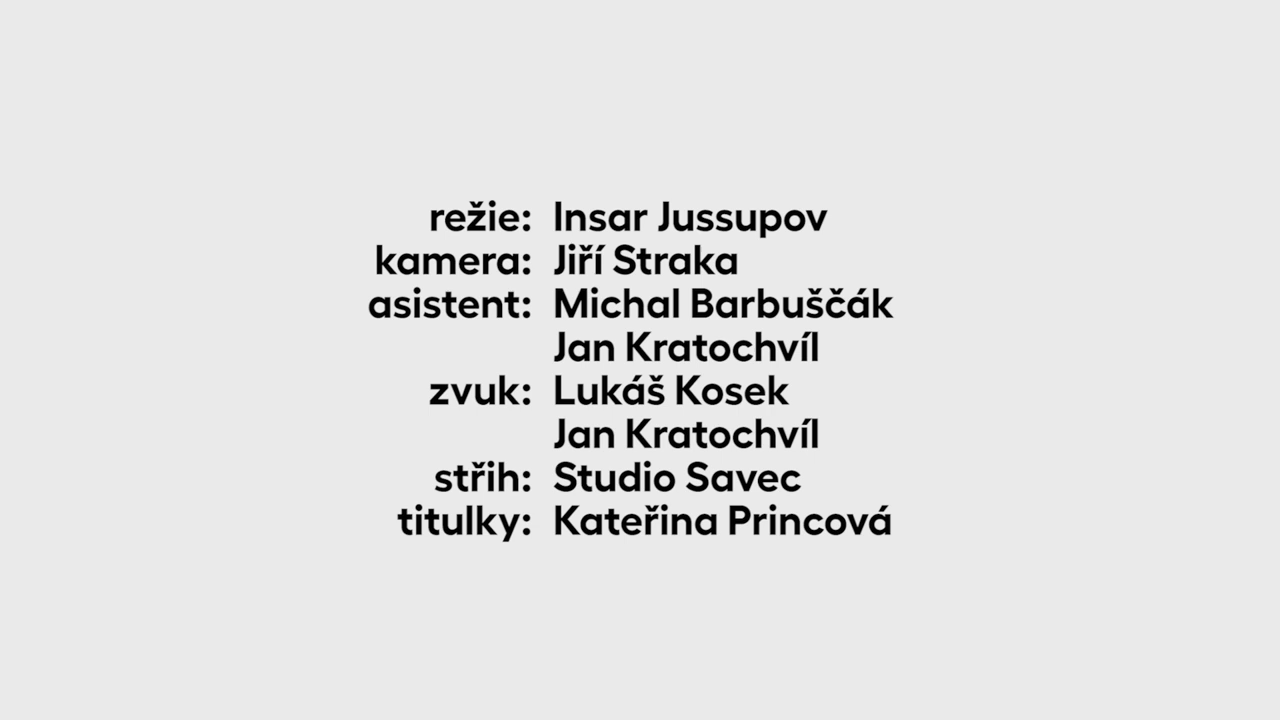 režie: Insar Jussupov
kamera: Jiří Straka
asistent: Michal Barbuščák
Jan Kratochvíl
zvuk: Lukáš Kosek
Jan Kratochvíl
střih: Studio Savec
titulky: Kateřina Princová